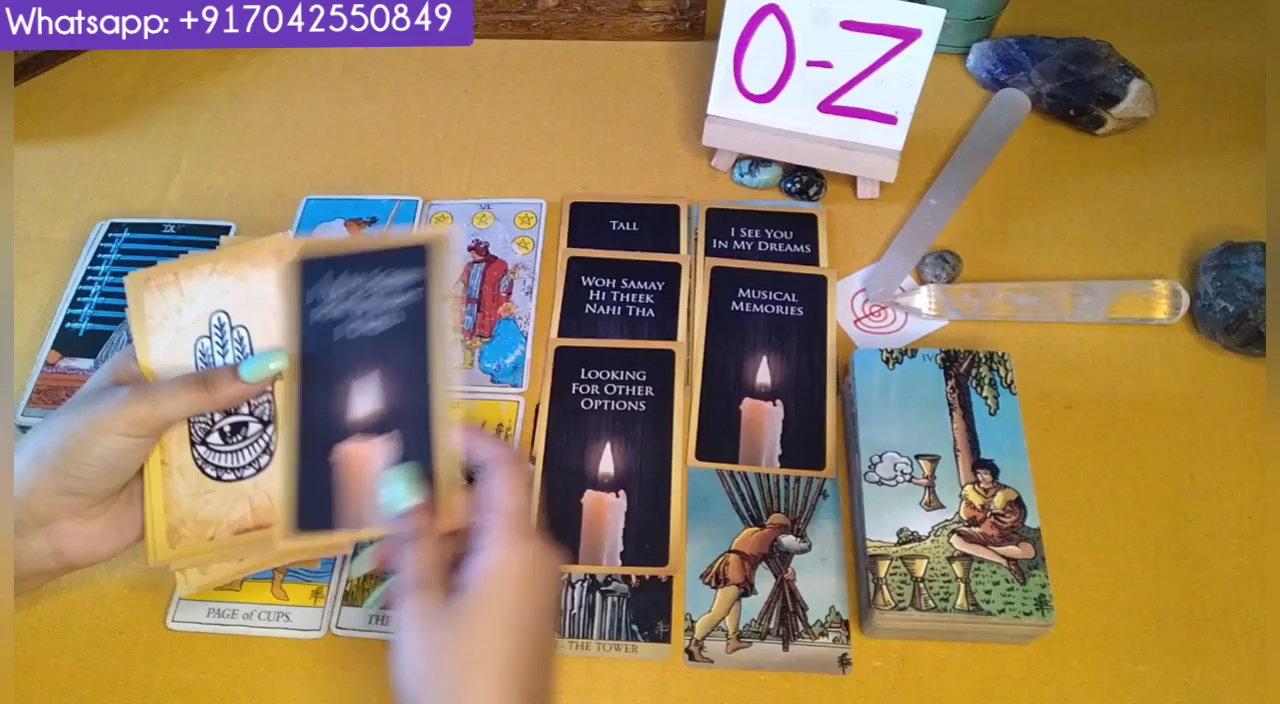 Whatsapp: +917042550849
O-Z
IX
VI
TALL
I SEE YOU
IN MY DREAMS
WOH SAMAY
HI THEEK
NAHI THA
MUSICAL
MEMORIES
LOOKING
FOR OTHER
OPTIONS
IV
PAGE of CUPS.
THE
- THE TOWER